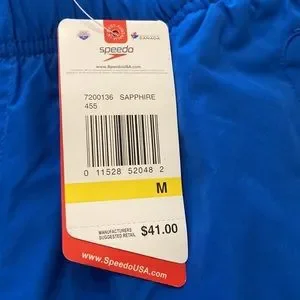 CANADA
speedo
www.SpeedoUSA.com
7200136 SAPPHIRE
455
0 11528 52048 2
M
MANUFACTURERS
SUGGESTED RETAIL
$41.00
www.SpeedoUSA.com